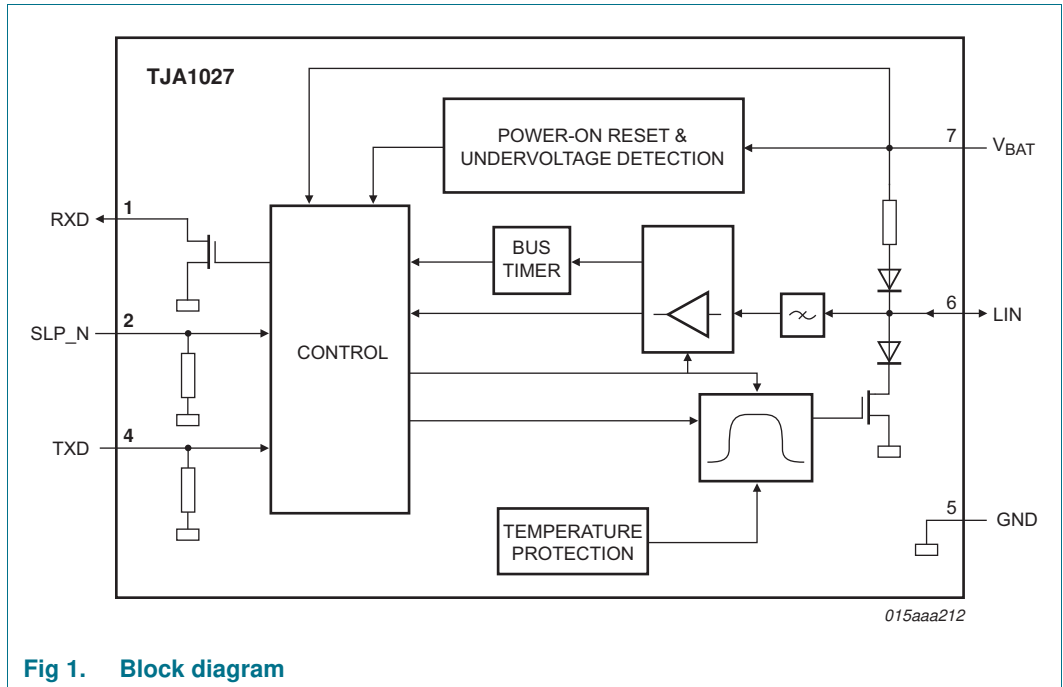 TJA1027
POWER-ON RESET &
UNDERVOLTAGE DETECTION
7
VBAT
RXD
1
BUS
TIMER
6
LIN
SLP_N
2
CONTROL
TXD
4
TEMPERATURE
PROTECTION
5
GND
015aaa212
Fig 1. Block diagram